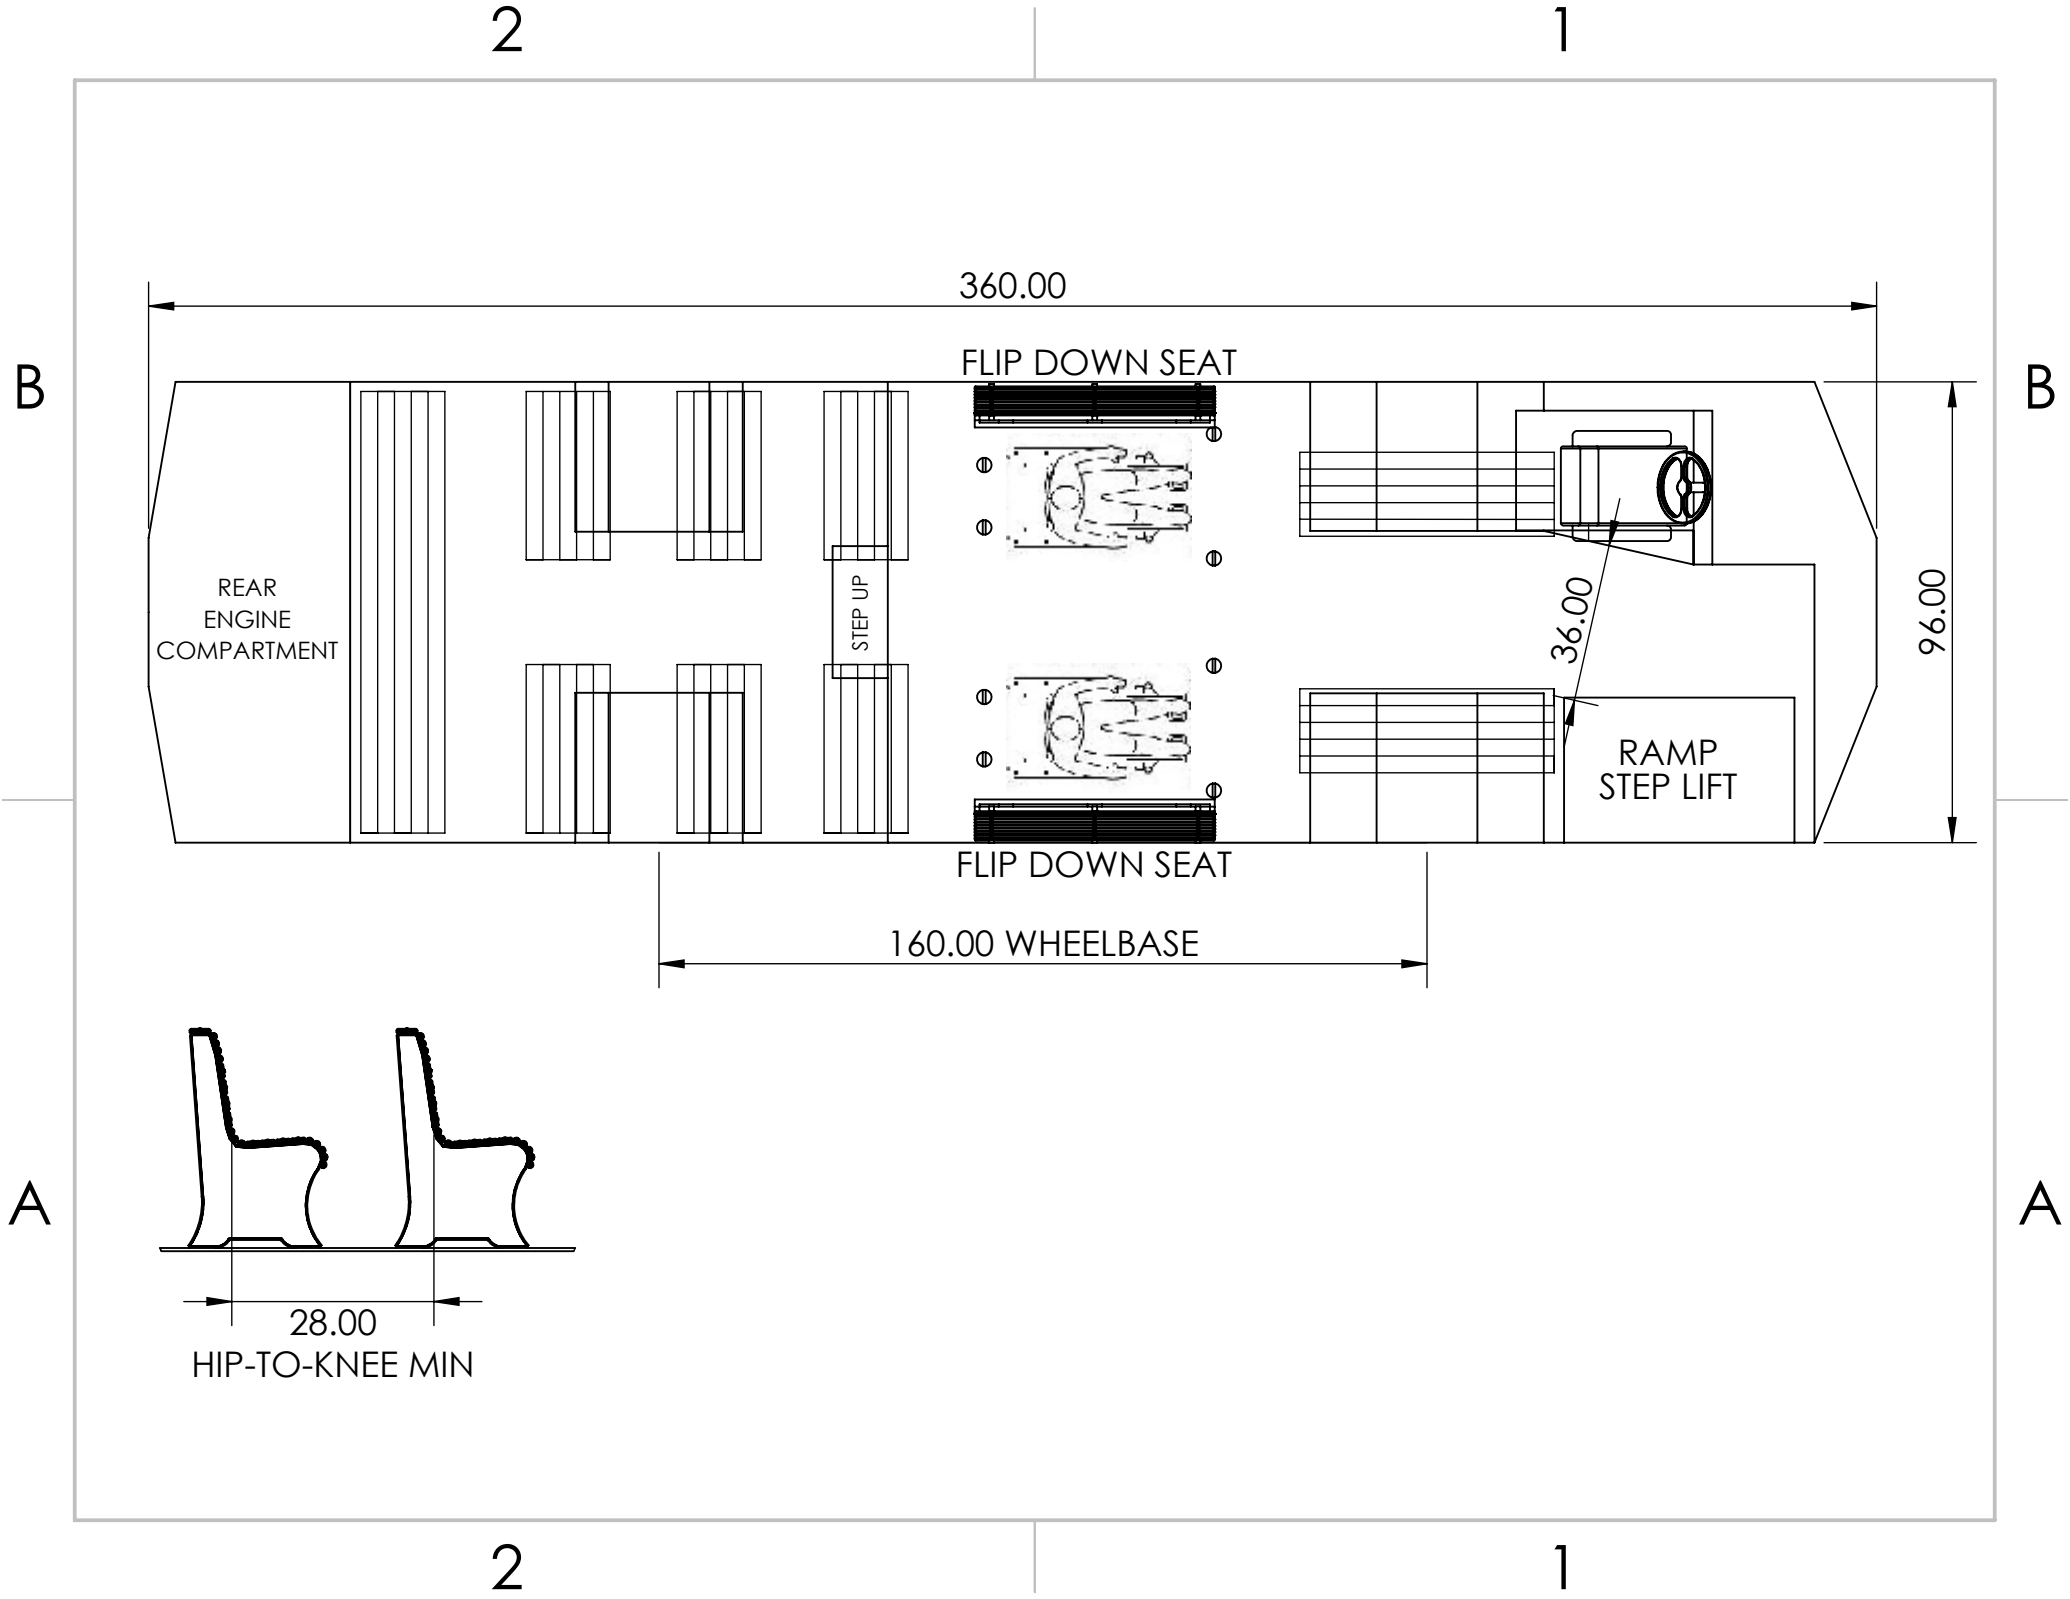 2
1
360.00
B
FLIP DOWN SEAT
B
REAR
ENGINE
COMPARTMENT
STEP UP
36.00
96.00
RAMP
STEP LIFT
FLIP DOWN SEAT
160.00 WHEELBASE
A
A
28.00
HIP-TO-KNEE MIN
2
1